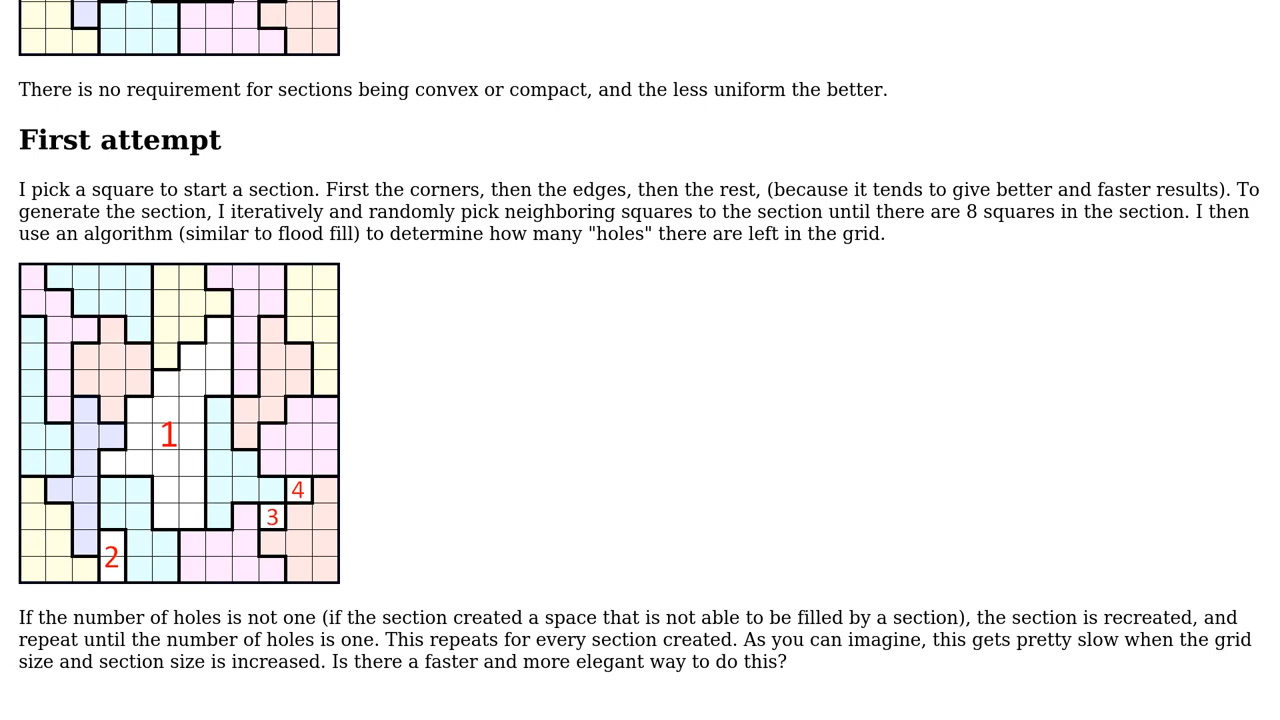 There is no requirement for sections being convex or compact, and the less uniform the better.
First attempt
I pick a square to start a section. First the corners, then the edges, then the rest, (because it tends to give better and faster results). To
generate the section, I iteratively and randomly pick neighboring squares to the section until there are 8 squares in the section. I then
use an algorithm (similar to flood fill) to determine how many "holes" there are left in the grid.
1
4
3
2
If the number of holes is not one (if the section created a space that is not able to be filled by a section), the section is recreated, and
repeat until the number of holes is one. This repeats for every section created. As you can imagine, this gets pretty slow when the grid
size and section size is increased. Is there a faster and more elegant way to do this?